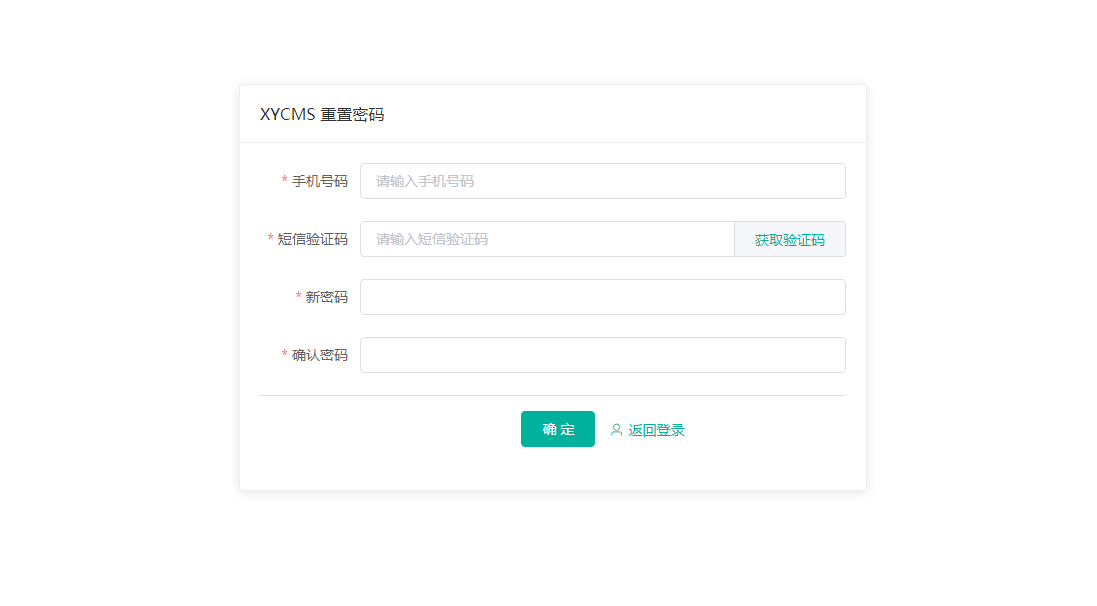 XYCMS 重置密码
* 手机号码 请输入手机号码
* 短信验证码 请输入短信验证码 获取验证码
* 新密码
* 确认密码
确 定 返回登录